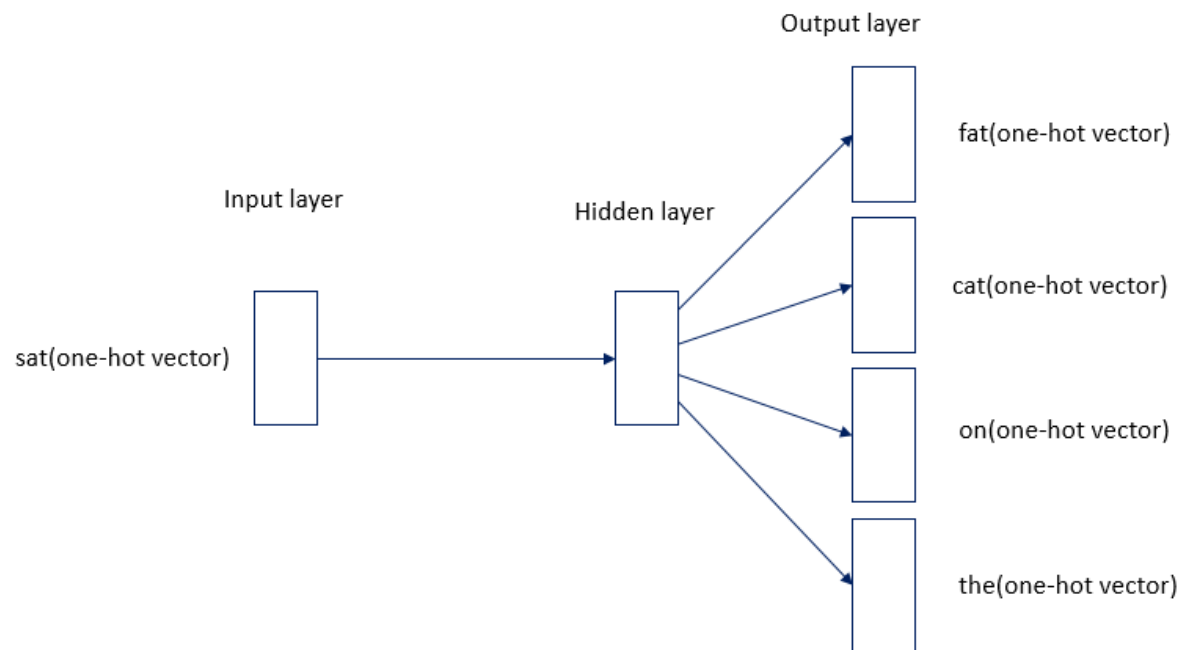 Output layer
fat(one-hot vector)
Input layer
Hidden layer
cat(one-hot vector)
sat(one-hot vector)
on(one-hot vector)
the(one-hot vector)